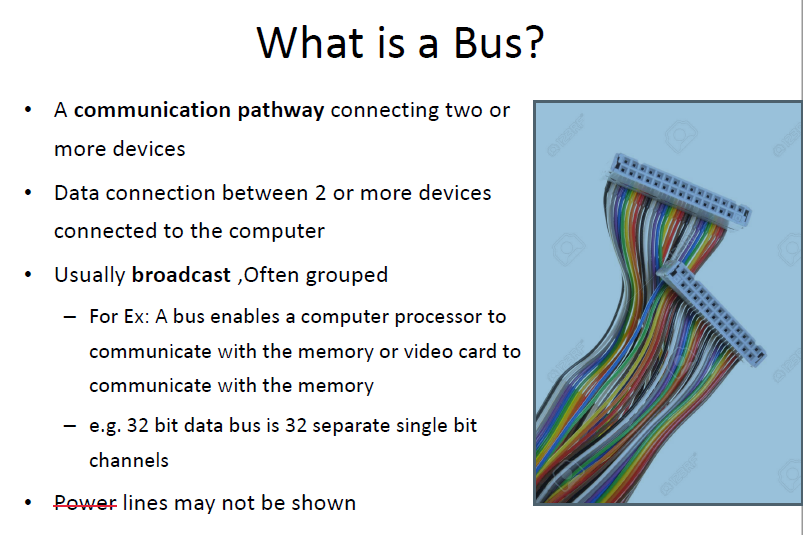 What is a Bus?
• A communication pathway connecting two or
more devices
• Data connection between 2 or more devices
connected to the computer
• Usually broadcast ,Often grouped
– For Ex: A bus enables a computer processor to
communicate with the memory or video card to
communicate with the memory
– e.g. 32 bit data bus is 32 separate single bit
channels
• Power lines may not be shown